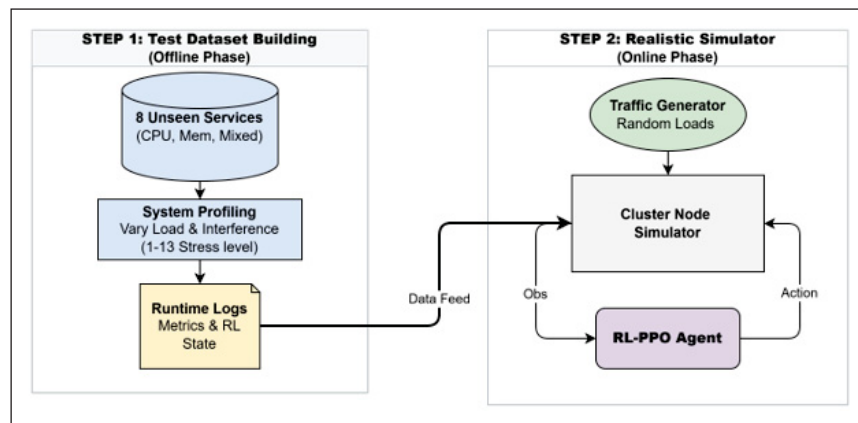 STEP 1: Test Dataset Building
(Offline Phase)
8 Unseen Services
(CPU, Mem, Mixed)
System Profiling
Vary Load & Interference
(1-13 Stress level)
Runtime Logs
Metrics & RL
State
Data Feed
STEP 2: Realistic Simulator
(Online Phase)
Traffic Generator
Random Loads
Cluster Node
Simulator
Obs
Action
RL-PPO Agent